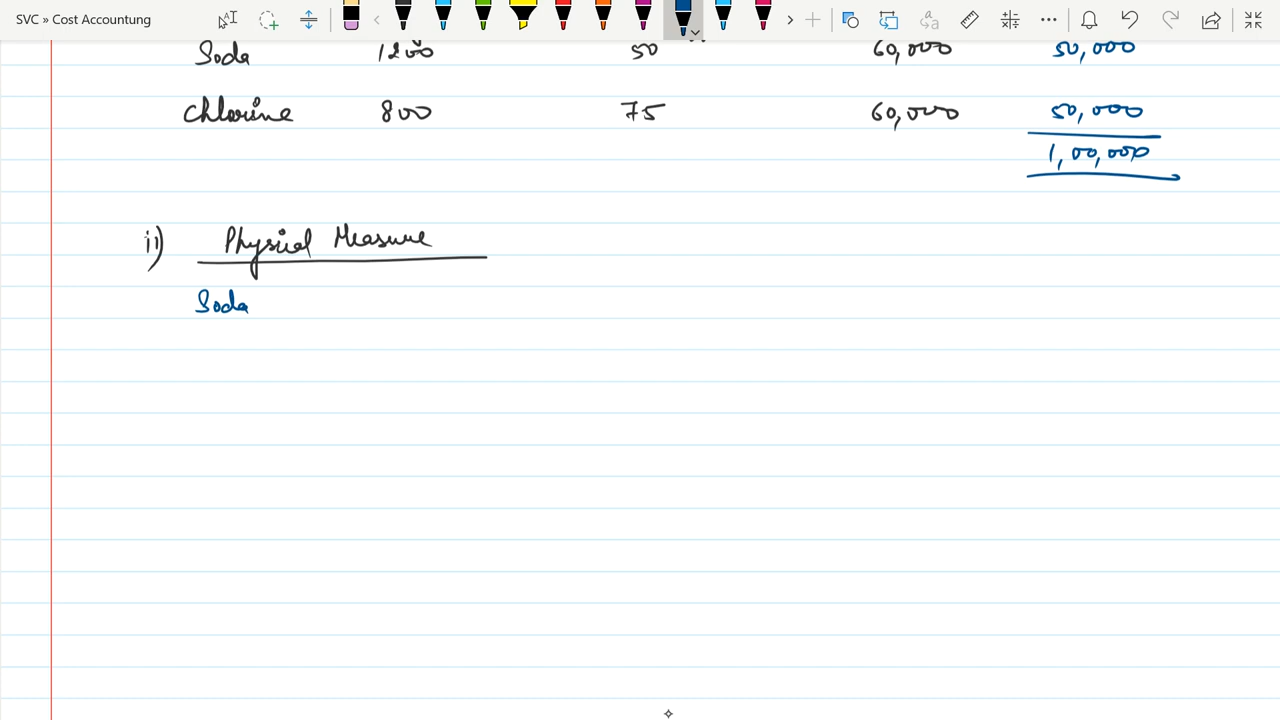 SVC » Cost Accountung
Soda 1200 50 60,000 50,000
Chlorine 800 75 60,000 50,000
1,00,000
ii) Physical Measure
Soda